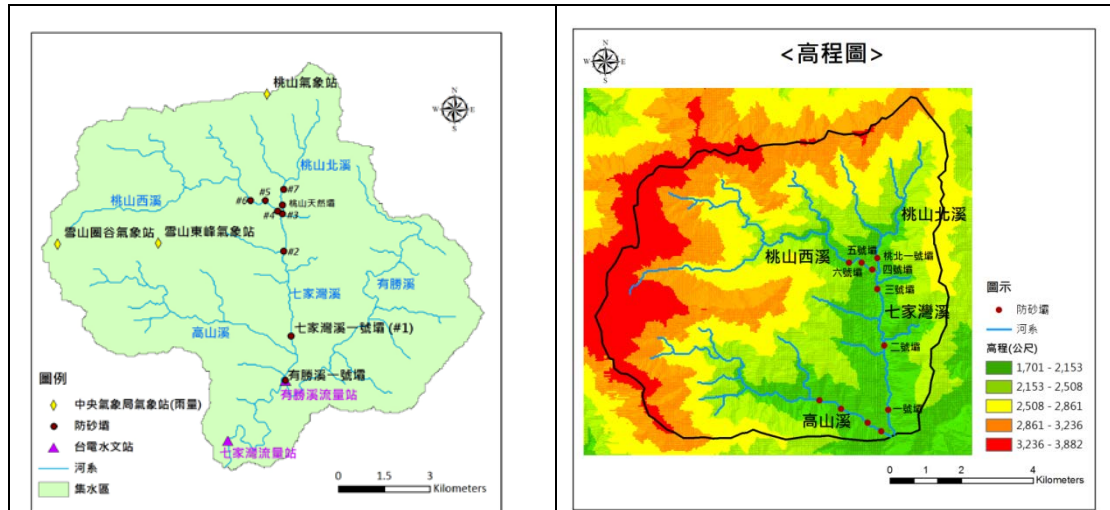 N
W
E
S
桃山氣象站
桃山北溪
桃山西溪
#7
#5
#6
桃山天然壩
#4
#3
雪山圈谷氣象站
雪山東峰氣象站
#2
有勝溪
七家灣溪
高山溪
七家灣溪一號壩 (#1)
有勝溪一號壩
有勝溪流量站
七家灣流量站
圖例
中央氣象局氣象站(雨量)
防砂壩
台電水文站
河系
集水區
0 1.5 3
Kilometers
<高程圖>
N
W
E
S
桃山北溪
桃山西溪
五號壩
桃北一號壩
六號壩
四號壩
三號壩
七家灣溪
二號壩
一號壩
高山溪
圖示
防砂壩
河系
高程(公尺)
1,701 - 2,153
2,153 - 2,508
2,508 - 2,861
2,861 - 3,236
3,236 - 3,882
0 1 2 4
Kilometers